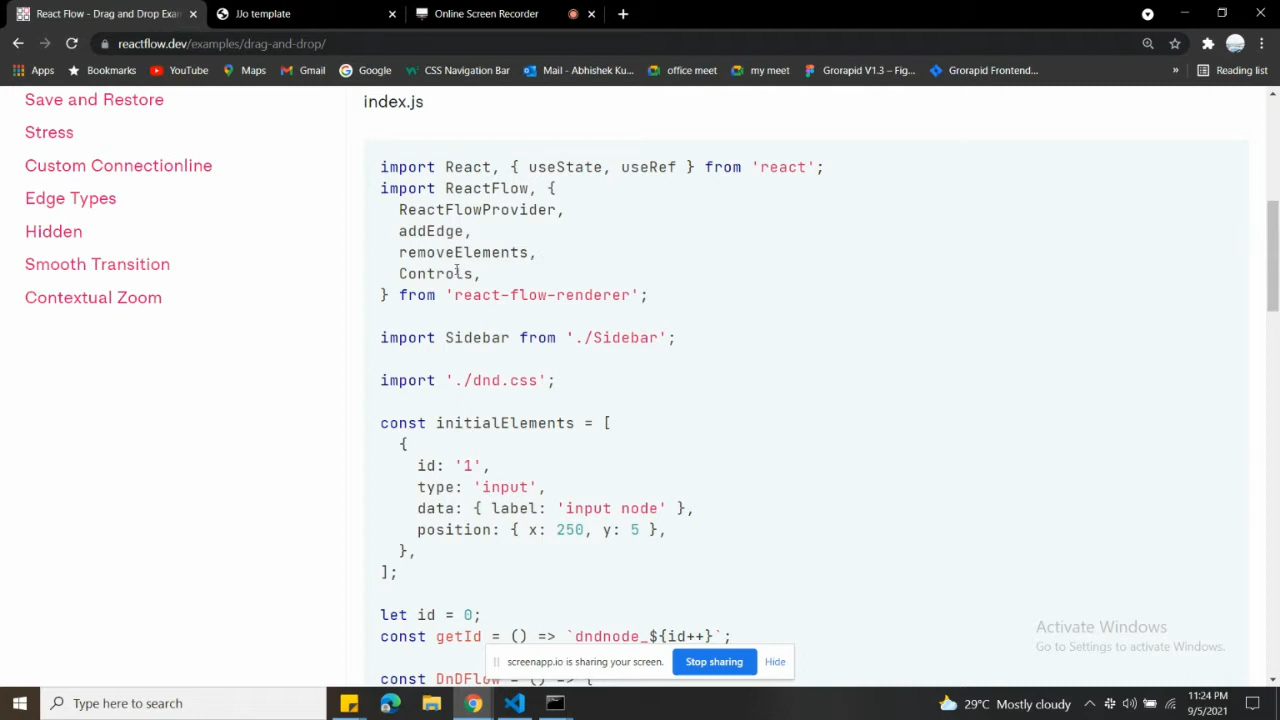 React Flow - Drag and Drop Exam
JJo template
Online Screen Recorder
reactflow.dev/examples/drag-and-drop/
Apps
Bookmarks
YouTube
Maps
Gmail
Google
CSS Navigation Bar
Mail - Abhishek Ku...
office meet
my meet
Grorapid V1.3 – Fig...
Grorapid Frontend...
»
Reading list
Save and Restore
Stress
Custom Connectionline
Edge Types
Hidden
Smooth Transition
Contextual Zoom
index.js
import React, { useState, useRef } from 'react';
import ReactFlow, {
ReactFlowProvider,
addEdge,
removeElements,
Controls,
} from 'react-flow-renderer';
import Sidebar from './Sidebar';
import './dnd.css';
const initialElements = [
{
id: '1',
type: 'input',
data: { label: 'input node' },
position: { x: 250, y: 5 },
},
];
let id = 0;
const getId = () => `dndnode_${id++}`;
const DnDFlow = () => {
screenapp.io is sharing your screen.
Stop sharing
Hide
Activate Windows
Go to Settings to activate Windows.
Type here to search
29°C Mostly cloudy
11:24 PM
9/5/2021